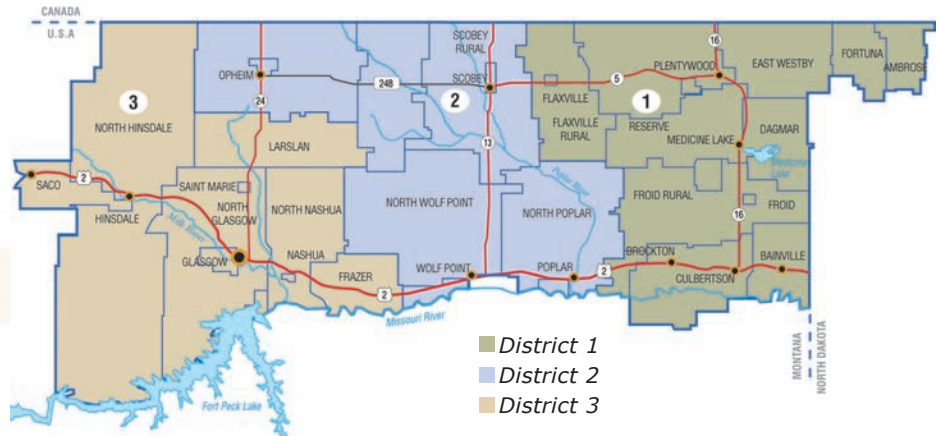 CANADA
U.S.A
SCOBEY
RURAL
16
OPHEIM
248
SCOBEY
PLENTYWOOD
EAST WESTBY
FORTUNA
AMBROSE
5
3
24
2
FLAXVILLE
1
NORTH HINSDALE
FLAXVILLE
RURAL
RESERVE
LARSLAN
13
MEDICINE LAKE
DAGMAR
Medicine
Lake
SACO
2
SAINT MARIE
Poplar River
HINSDALE
NORTH
GLASGOW
NORTH NASHUA
NORTH WOLF POINT
NORTH POPLAR
FROID RURAL
FROID
16
Milk River
GLASGOW
NASHUA
BROCKTON
BAINVILLE
FRAZER
WOLF POINT
POPLAR
2
CULBERTSON
2
Missouri River
Fort Peck Lake
District 1
District 2
District 3
MONTANA
NORTH DAKOTA